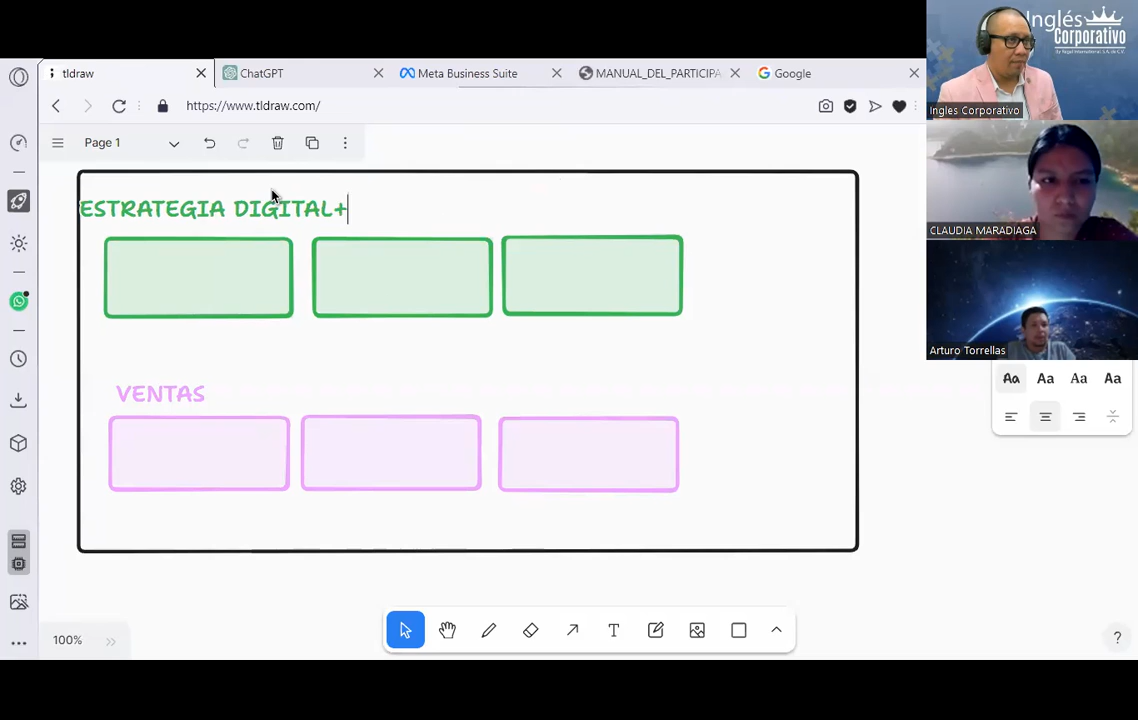 tldraw
ChatGPT
Meta Business Suite
MANUAL_DEL_PARTICIPA
Google
https://www.tldraw.com/
Page 1
ESTRATEGIA DIGITAL+
VENTAS
Aa Aa Aa Aa
T
100%
?
Inglés
Corporativo
Ingles Corporativo
CLAUDIA MARADIAGA
Arturo Torrellas